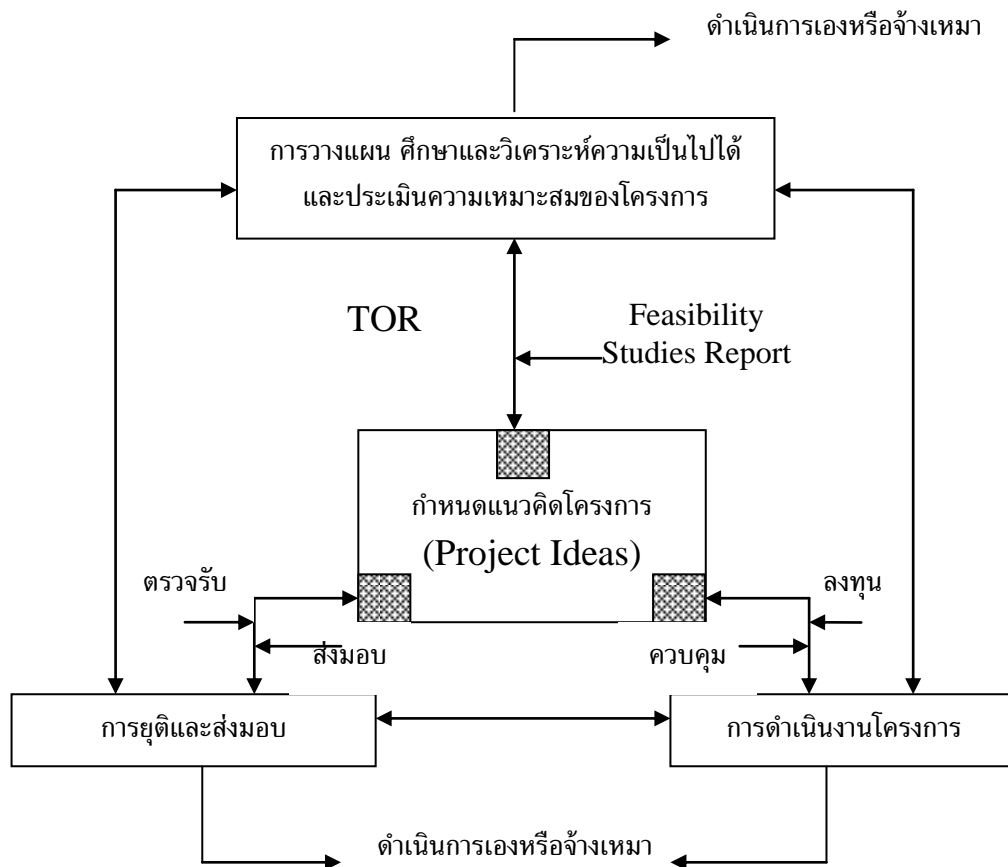 ดำเนินการเองหรือจ้างเหมา
การวางแผน ศึกษาและวิเคราะห์ความเป็นไปได้
และประเมินความเหมาะสมของโครงการ
TOR
Feasibility
Studies Report
กำหนดแนวคิดโครงการ
(Project Ideas)
ตรวจรับ
ลงทุน
ส่งมอบ
ควบคุม
การยุติและส่งมอบ
การดำเนินงานโครงการ
ดำเนินการเองหรือจ้างเหมา